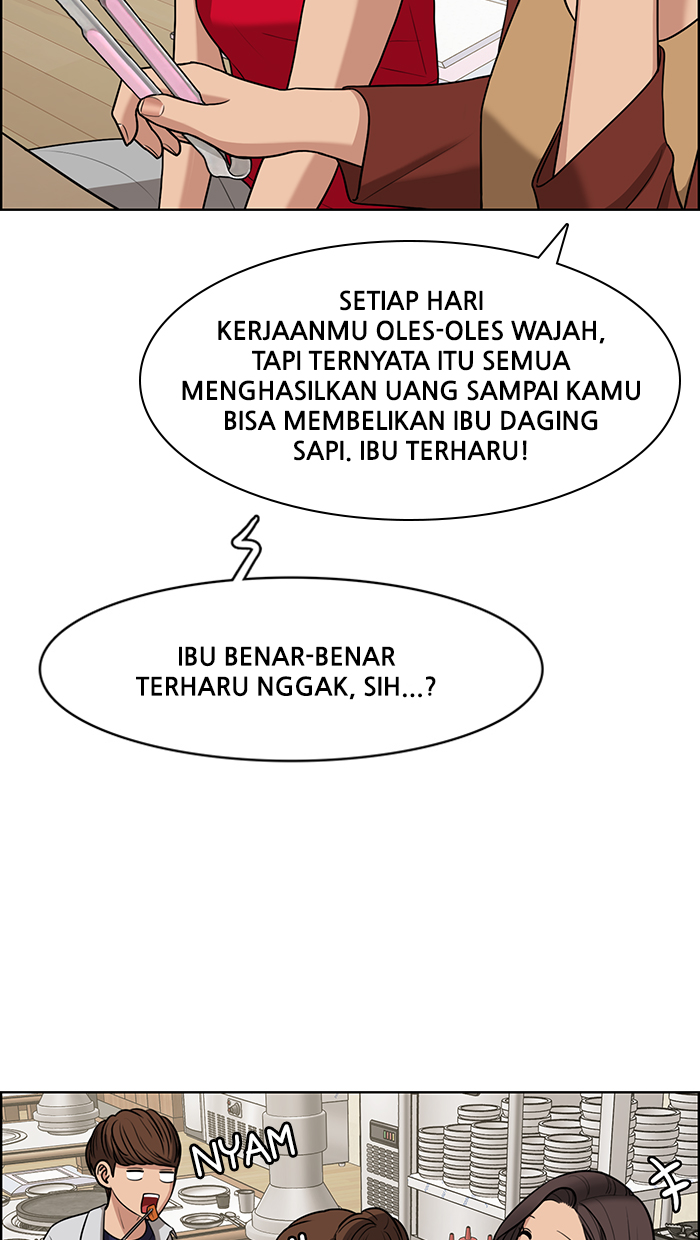 SETIAP HARI
KERJAANMU OLES-OLES WAJAH,
TAPI TERNYATA ITU SEMUA
MENGHASILKAN UANG SAMPAI KAMU
BISA MEMBELIKAN IBU DAGING
SAPI. IBU TERHARU!
IBU BENAR-BENAR
TERHARU NGGAK, SIH...?
NYAM